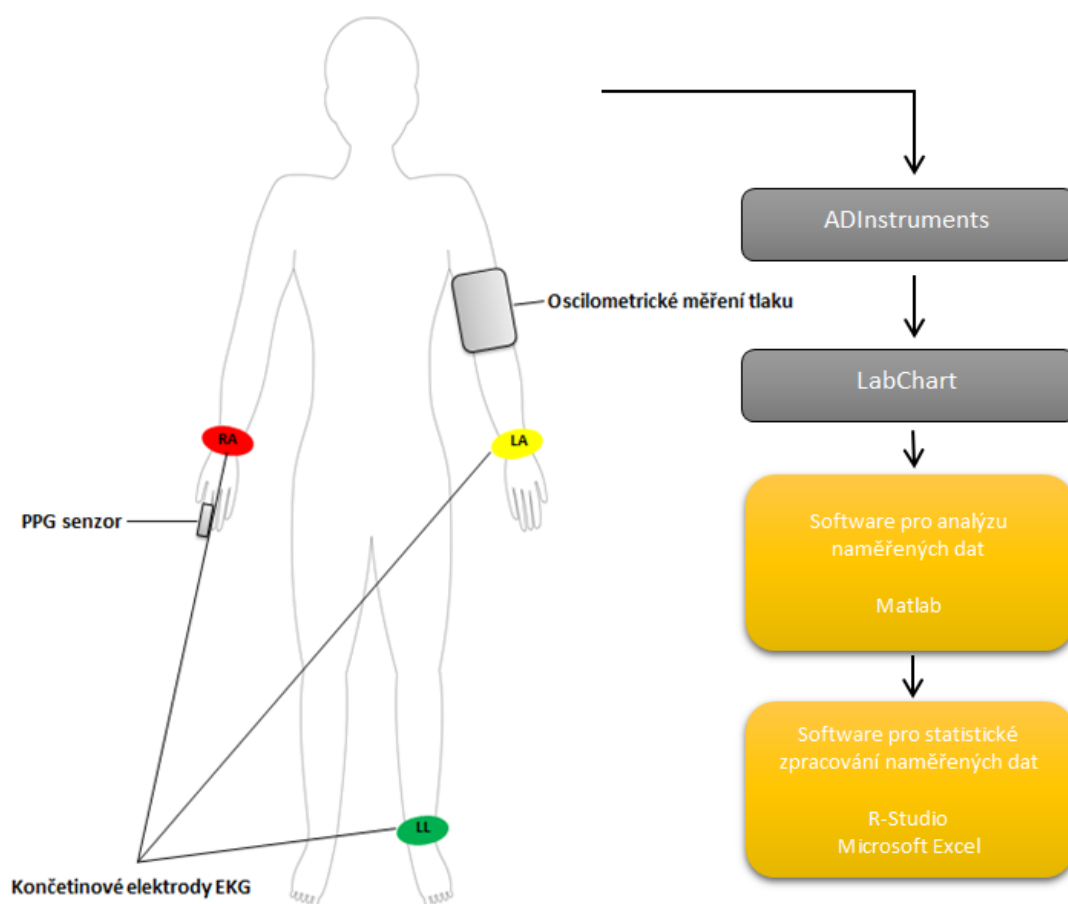 ADInstruments
Oscilometrické měření tlaku
LabChart
RA
LA
PPG senzor
Software pro analýzu
naměřených dat
Matlab
Software pro statistické
zpracování naměřených dat
R-Studio
Microsoft Excel
LL
Končetinové elektrody EKG